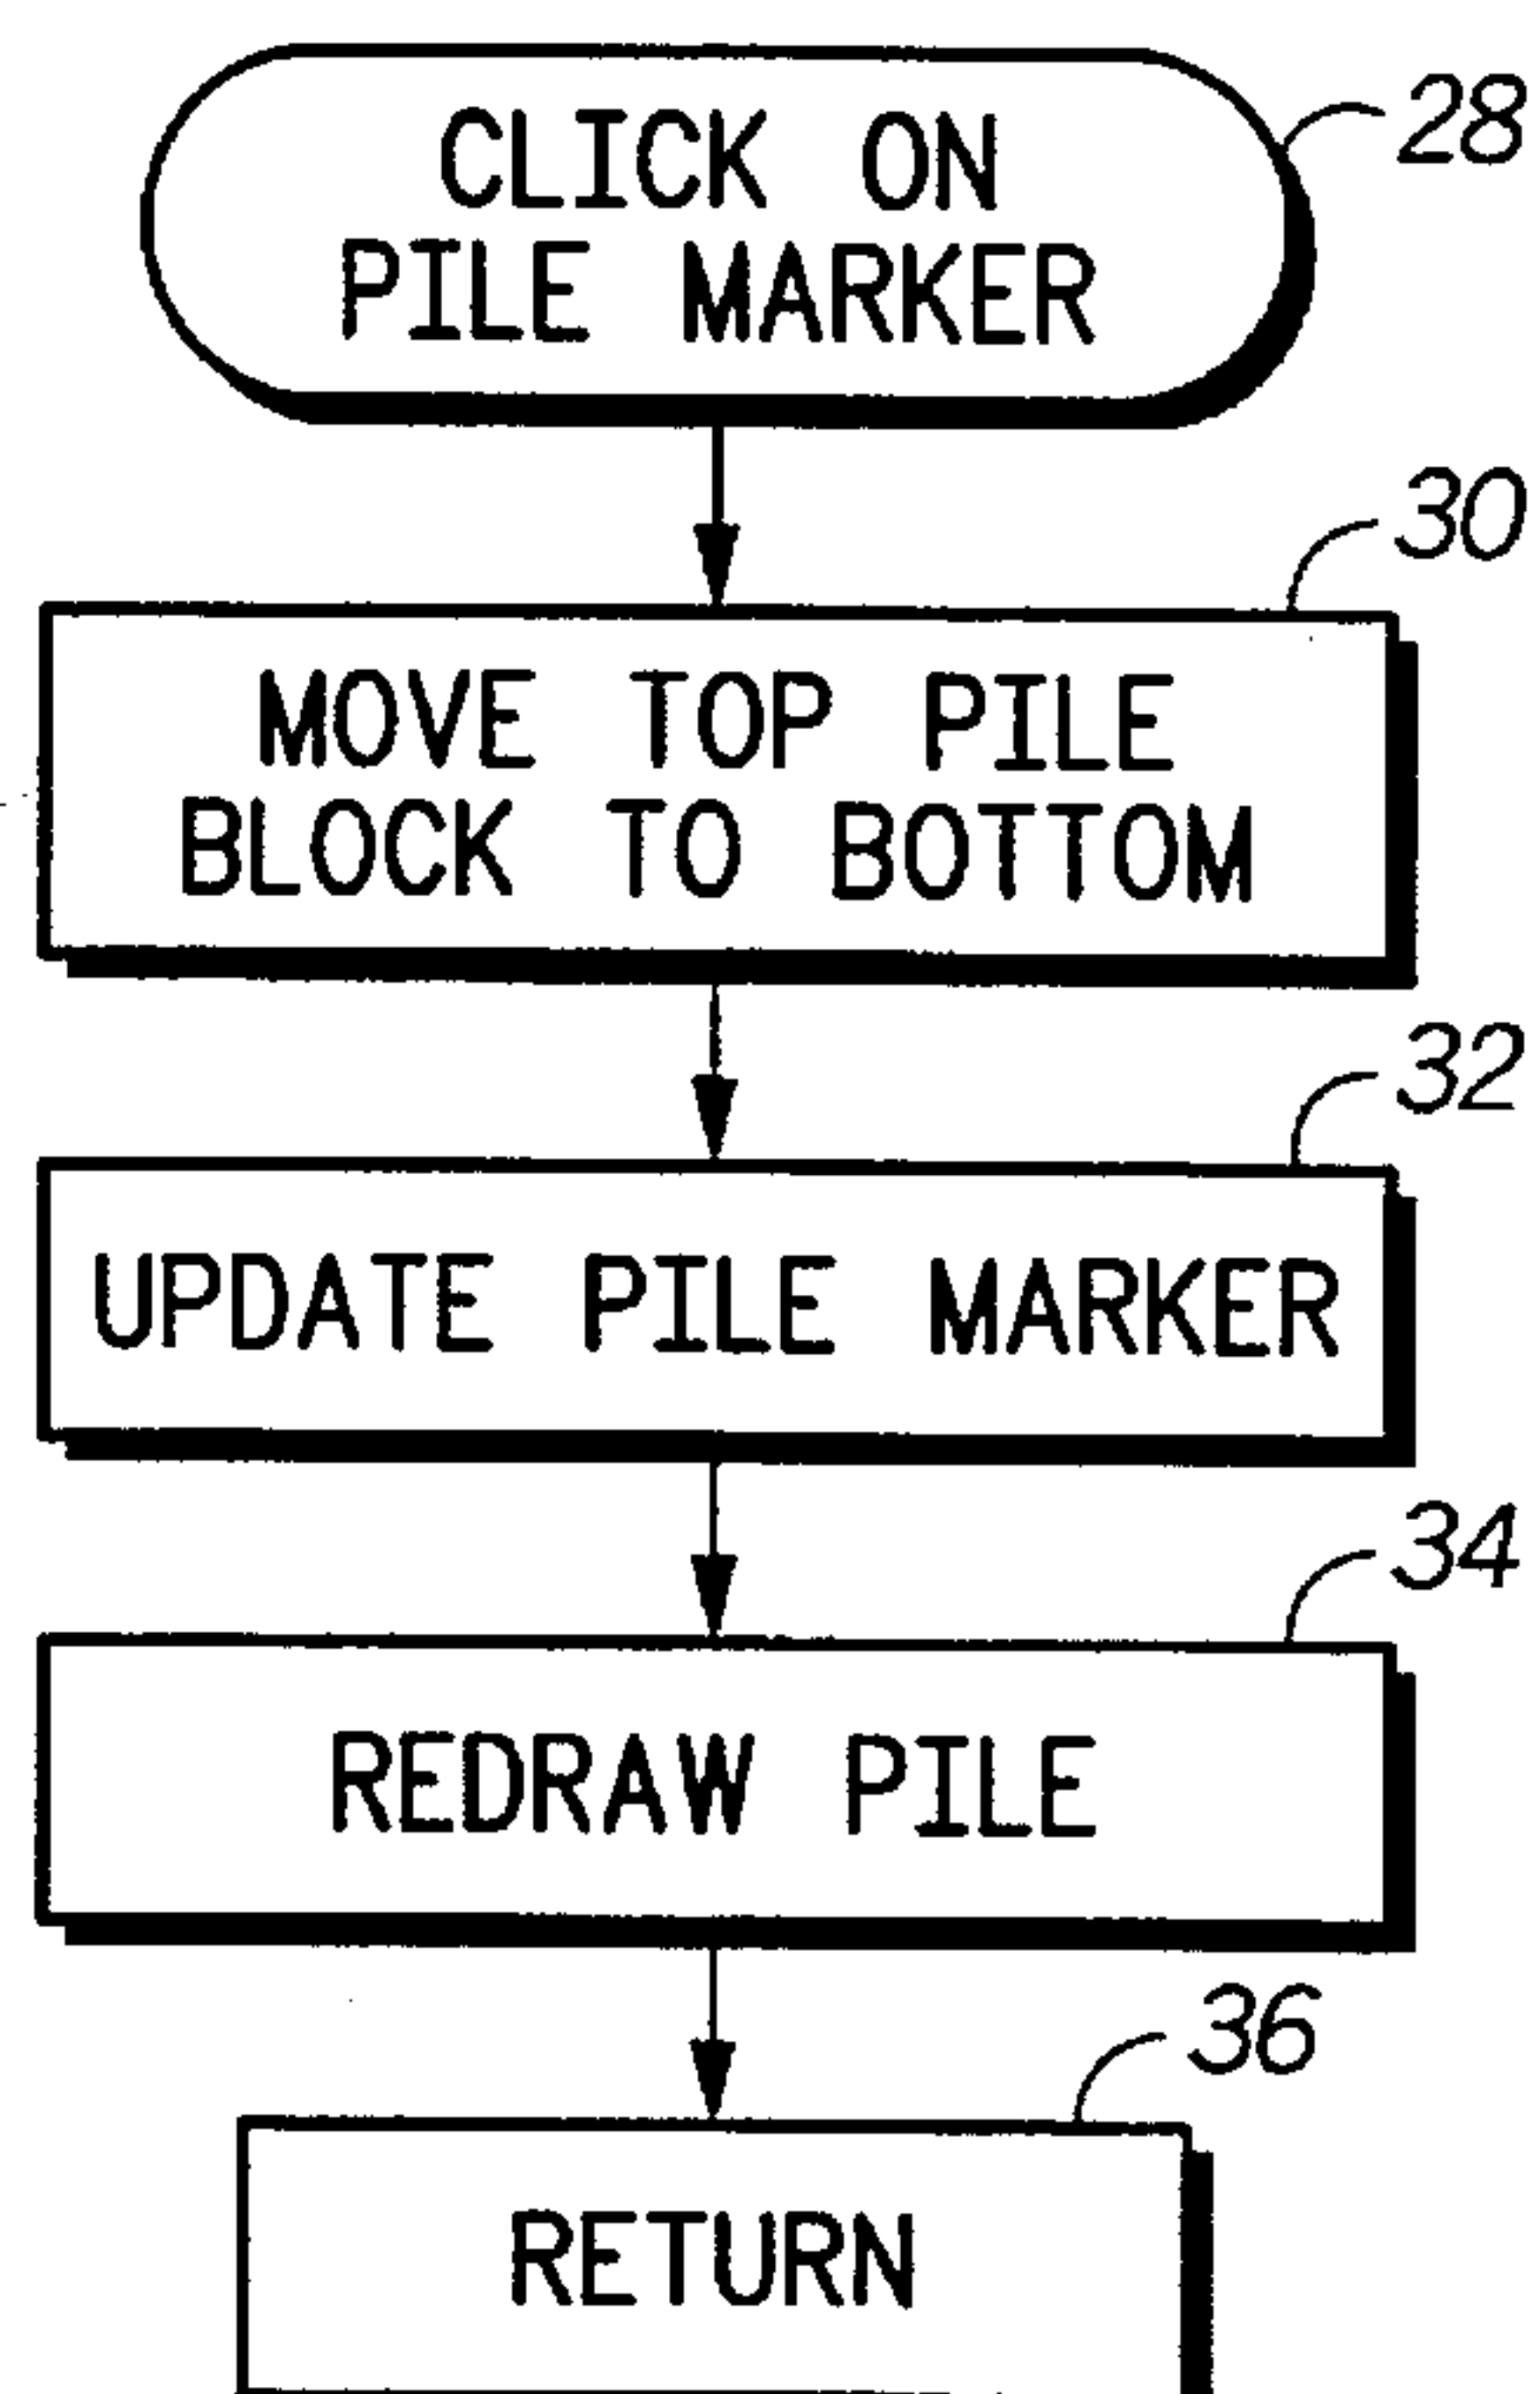 CLICK ON
PILE MARKER
28
30
MOVE TOP PILE
BLOCK TO BOTTOM
32
UPDATE PILE MARKER
34
REDRAW PILE
36
RETURN